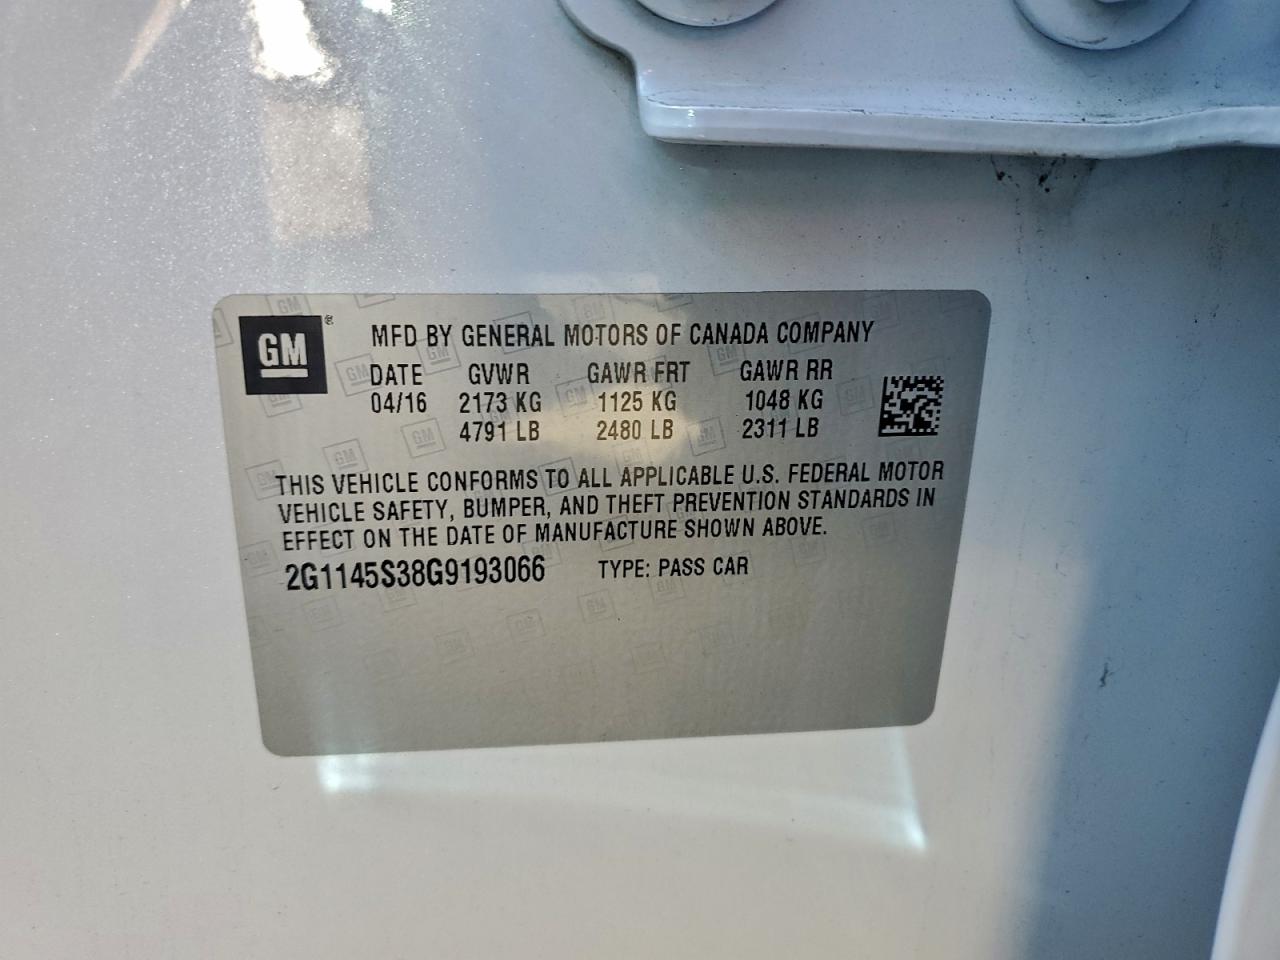 GM®
MFD BY GENERAL MOTORS OF CANADA COMPANY
DATE GVWR GAWR FRT GAWR RR
04/16 2173 KG 1125 KG 1048 KG
4791 LB 2480 LB 2311 LB
THIS VEHICLE CONFORMS TO ALL APPLICABLE U.S. FEDERAL MOTOR
VEHICLE SAFETY, BUMPER, AND THEFT PREVENTION STANDARDS IN
EFFECT ON THE DATE OF MANUFACTURE SHOWN ABOVE.
2G1145S38G9193066 TYPE: PASS CAR